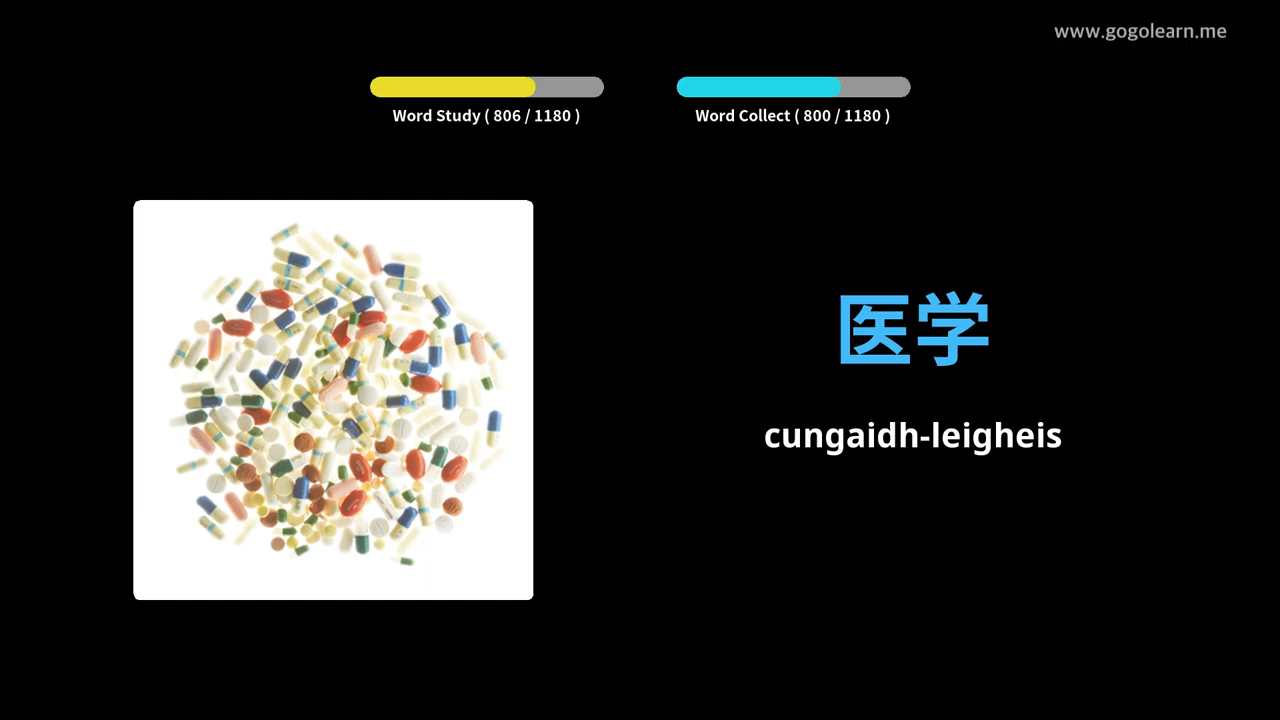 www.gogolearn.me
Word Study ( 806 / 1180 )
Word Collect ( 800 / 1180 )
医学
cungaidh-leigheis